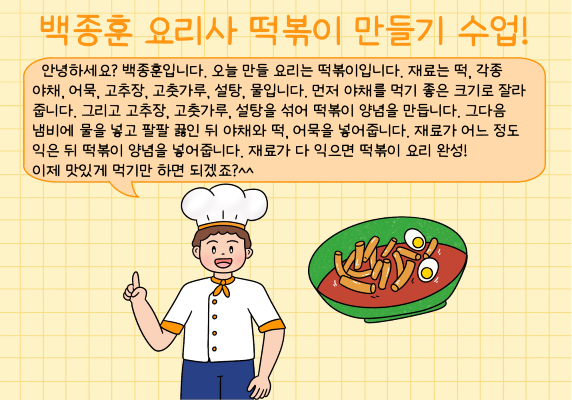 백종훈 요리사 떡볶이 만들기 수업!
안녕하세요? 백종훈입니다. 오늘 만들 요리는 떡볶이입니다. 재료는 떡, 각종
야채, 어묵, 고추장, 고춧가루, 설탕, 물입니다. 먼저 야채를 먹기 좋은 크기로 잘라
줍니다. 그리고 고추장, 고춧가루, 설탕을 섞어 떡볶이 양념을 만듭니다. 그다음
냄비에 물을 넣고 팔팔 끓인 뒤 야채와 떡, 어묵을 넣어줍니다. 재료가 어느 정도
익은 뒤 떡볶이 양념을 넣어줍니다. 재료가 다 익으면 떡볶이 요리 완성!
이제 맛있게 먹기만 하면 되겠죠?^^